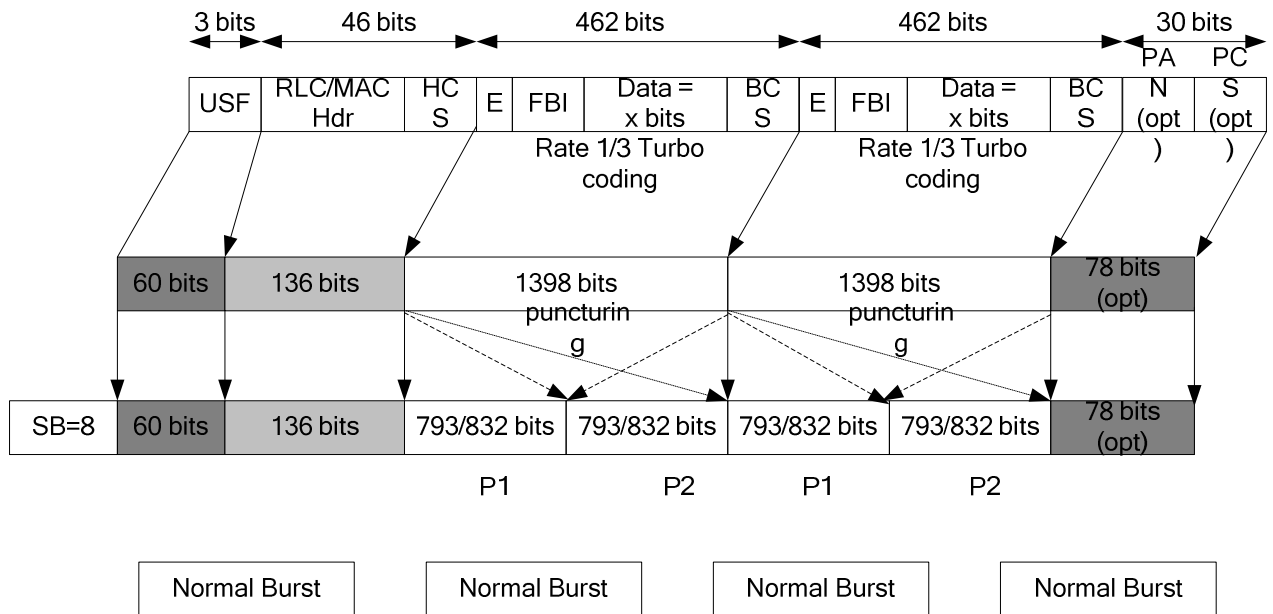 3 bits 46 bits 462 bits 462 bits 30 bits
USF
RLC/MAC
Hdr
HC
S
E
FBI
Data =
x bits
BC
S
E
FBI
Data =
x bits
BC
S
PA
N
(opt
)
PC
S
(opt
)
Rate 1/3 Turbo
coding
Rate 1/3 Turbo
coding
60 bits
136 bits
1398 bits
puncturin
g
1398 bits
puncturin
g
78 bits
(opt)
SB=8
60 bits
136 bits
793/832 bits
793/832 bits
793/832 bits
793/832 bits
78 bits
(opt)
P1 P2 P1 P2
Normal Burst
Normal Burst
Normal Burst
Normal Burst